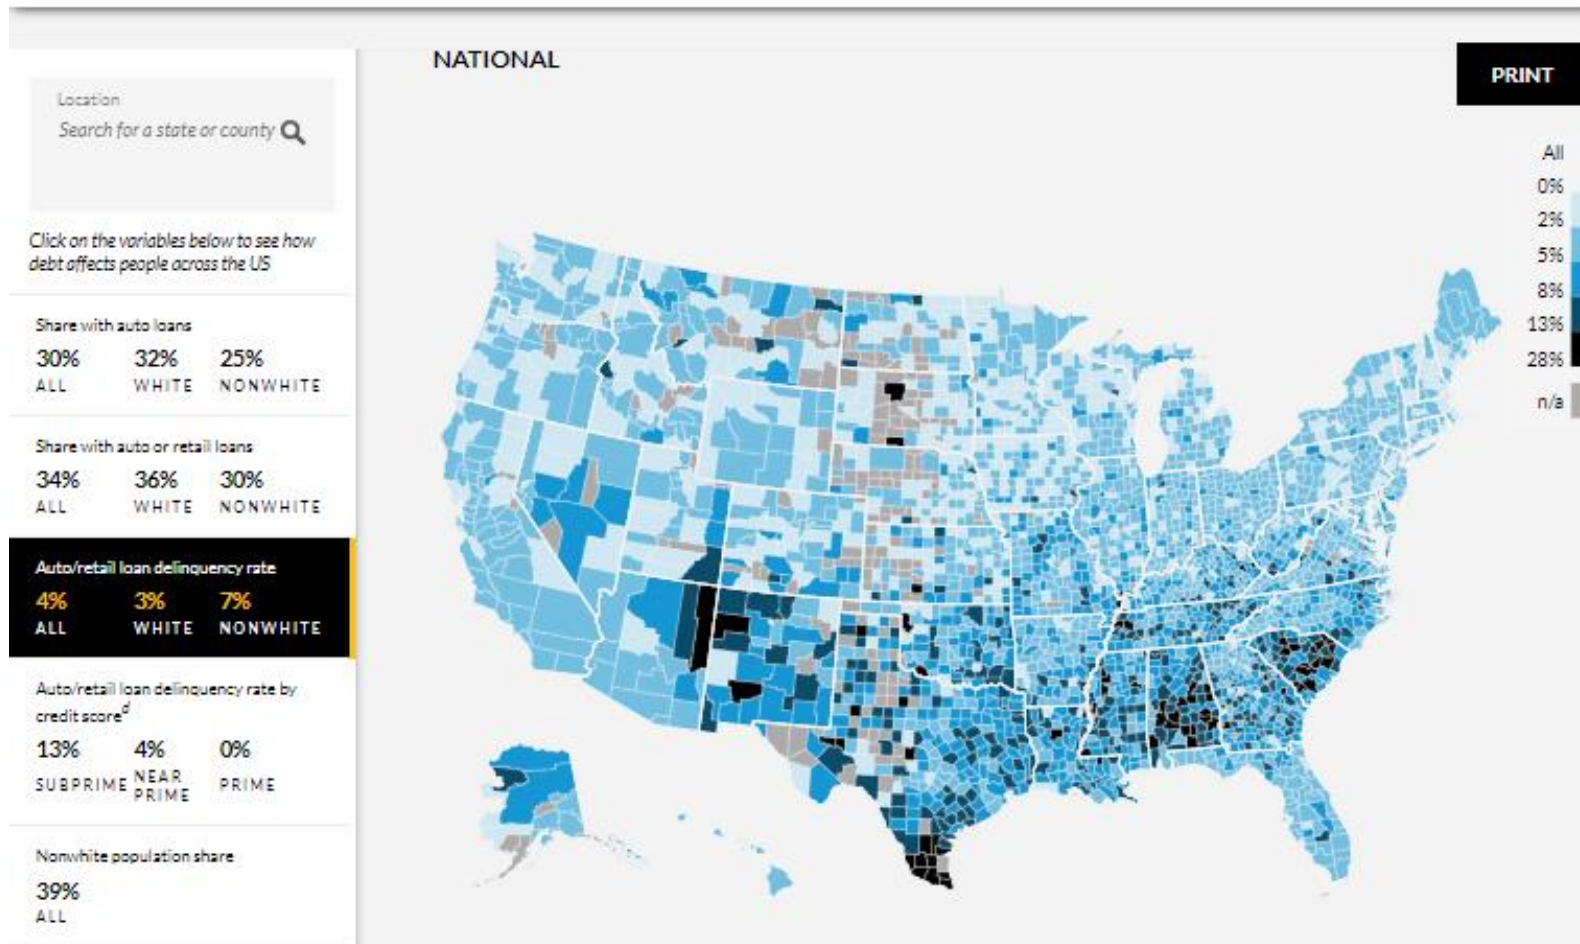 NATIONAL
PRINT
Location
Search for a state or county
Click on the variables below to see how
debt affects people across the US
Share with auto loans
30% 32% 25%
ALL WHITE NONWHITE
Share with auto or retail loans
34% 36% 30%
ALL WHITE NONWHITE
Auto/retail loan delinquency rate
4% 3% 7%
ALL WHITE NONWHITE
Auto/retail loan delinquency rate by
credit score d
13% 4% 0%
SUBPRIME NEAR PRIME PRIME
Nonwhite population share
39%
ALL
All
0%
2%
5%
8%
13%
28%
n/a